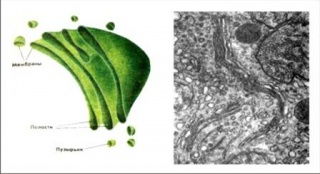 Мембраны
Полости
Пузырьки